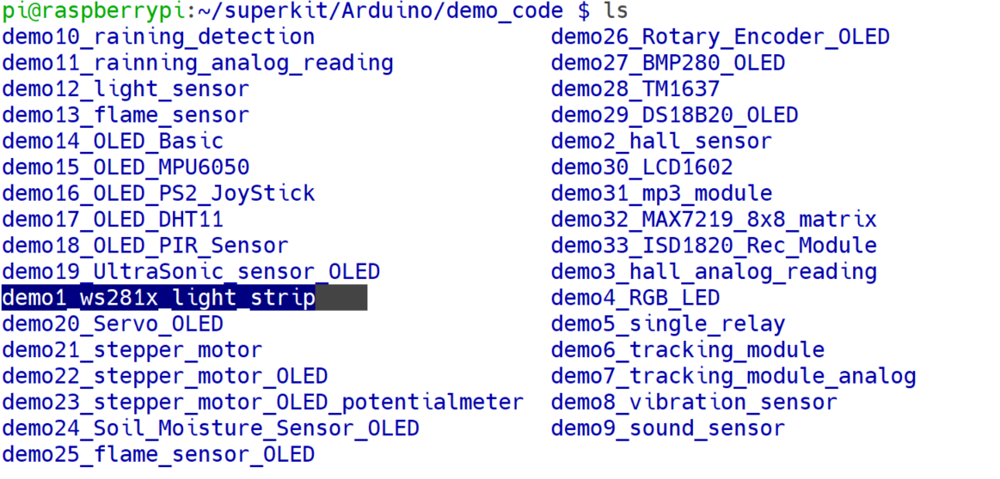 pi@raspberrypi:~/superkit/Arduino/demo_code $ ls
demo10_raining_detection demo26_Rotary_Encoder_OLED
demo11_rainning_analog_reading demo27_BMP280_OLED
demo12_light_sensor demo28_TM1637
demo13_flame_sensor demo29_DS18B20_OLED
demo14_OLED_Basic demo2_hall_sensor
demo15_OLED_MPU6050 demo30_LCD1602
demo16_OLED_PS2_JoyStick demo31_mp3_module
demo17_OLED_DHT11 demo32_MAX7219_8x8_matrix
demo18_OLED_PIR_Sensor demo33_ISD1820_Rec_Module
demo19_UltraSonic_sensor_OLED demo3_hall_analog_reading
demo1_ws281x_light_strip demo4_RGB_LED
demo20_Servo_OLED demo5_single_relay
demo21_stepper_motor demo6_tracking_module
demo22_stepper_motor_OLED demo7_tracking_module_analog
demo23_stepper_motor_OLED_potentialmeter demo8_vibration_sensor
demo24_Soil_Moisture_Sensor_OLED demo9_sound_sensor
demo25_flame_sensor_OLED